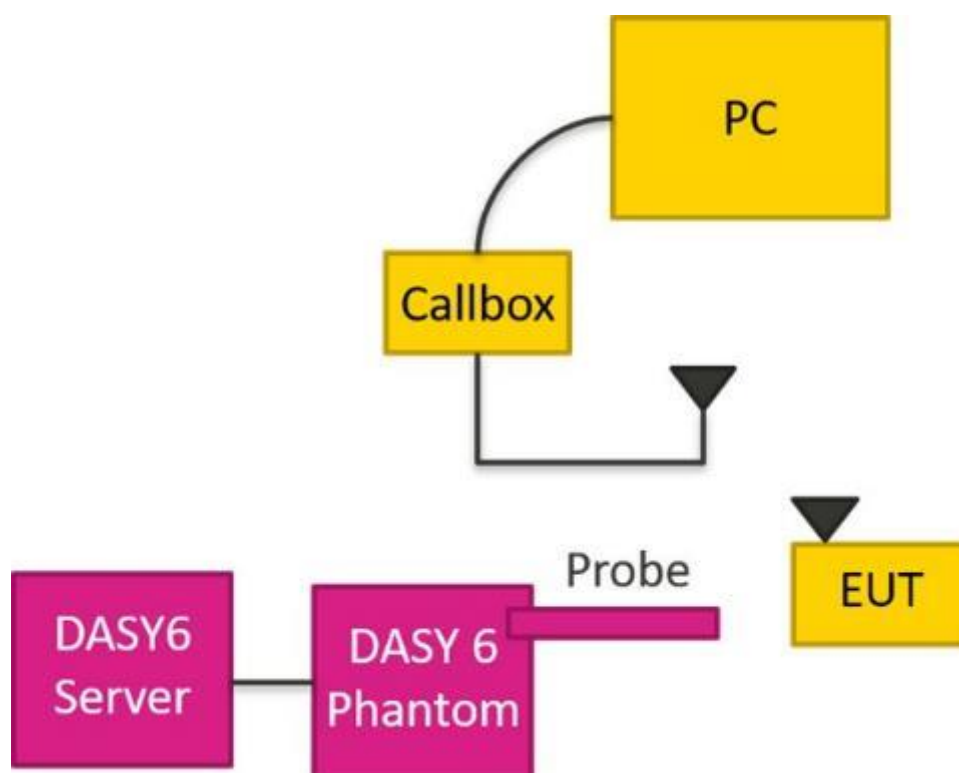 PC
Callbox
Probe
EUT
DASY6
Server
DASY 6
Phantom